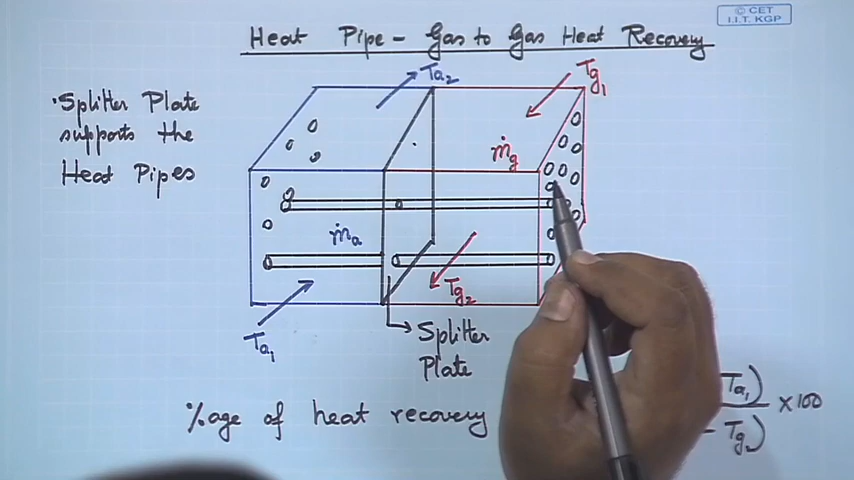 © CET
I.I.T. KGP
Heat Pipe - Gas to Gas Heat Recovery
Ta2
Tg1
·Splitter Plate
supports the
Heat Pipes
ṁg
ṁa
Tg2
Ta1
Splitter
Plate
%age of heat recovery
Ta1) × 100
- Tg2)